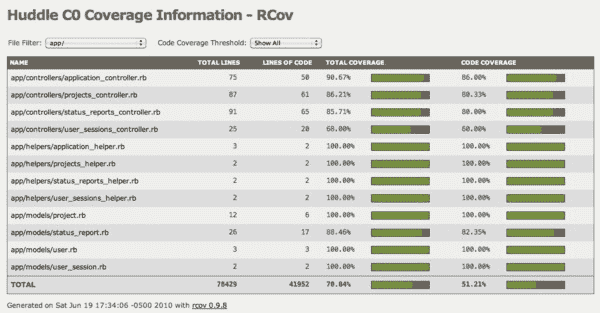 Huddle C0 Coverage Information - RCov
File Filter: app/ Code Coverage Threshold: Show All
NAME TOTAL LINES LINES OF CODE TOTAL COVERAGE CODE COVERAGE
app/controllers/application_controller.rb 75 50 90.67% 86.00%
app/controllers/projects_controller.rb 87 61 86.21% 80.33%
app/controllers/status_reports_controller.rb 91 65 85.71% 80.00%
app/controllers/user_sessions_controller.rb 25 20 68.00% 60.00%
app/helpers/application_helper.rb 3 2 100.00% 100.00%
app/helpers/projects_helper.rb 2 2 100.00% 100.00%
app/helpers/status_reports_helper.rb 2 2 100.00% 100.00%
app/helpers/user_sessions_helper.rb 2 2 100.00% 100.00%
app/models/project.rb 12 6 100.00% 100.00%
app/models/status_report.rb 26 17 88.46% 82.35%
app/models/user.rb 3 3 100.00% 100.00%
app/models/user_session.rb 2 2 100.00% 100.00%
TOTAL 78429 41952 70.84% 51.21%
Generated on Sat Jun 19 17:34:06 -0500 2010 with rcov 0.9.8